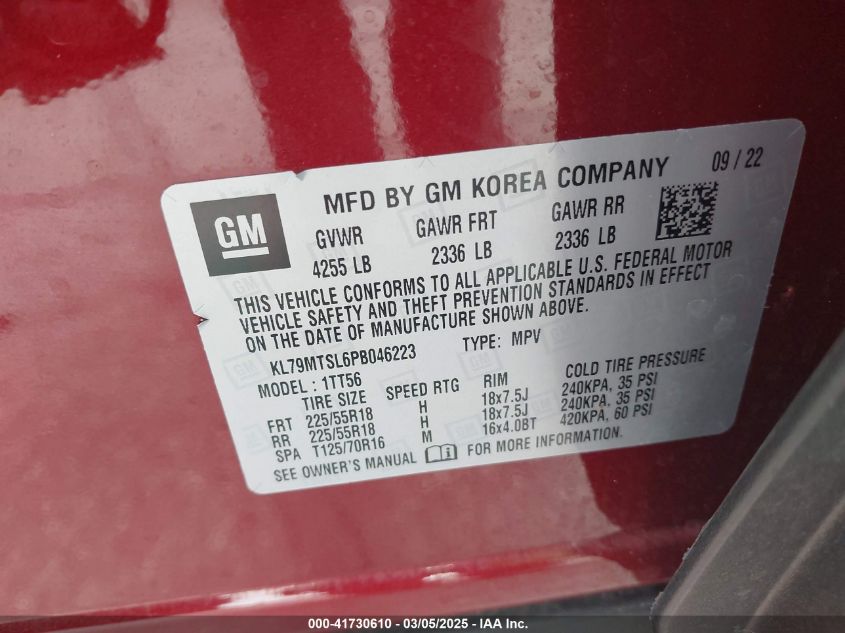 GM
MFD BY GM KOREA COMPANY 09 / 22
GVWR GAWR FRT GAWR RR
4255 LB 2336 LB 2336 LB
THIS VEHICLE CONFORMS TO ALL APPLICABLE U.S. FEDERAL MOTOR
VEHICLE SAFETY AND THEFT PREVENTION STANDARDS IN EFFECT
ON THE DATE OF MANUFACTURE SHOWN ABOVE.
KL79MTSL6PB046223 TYPE: MPV
MODEL : 1TT56
TIRE SIZE SPEED RTG RIM COLD TIRE PRESSURE
FRT 225/55R18 H 18x7.5J 240KPA, 35 PSI
RR 225/55R18 H 18x7.5J 240KPA, 35 PSI
SPA T125/70R16 M 16x4.0BT 420KPA, 60 PSI
SEE OWNER'S MANUAL i FOR MORE INFORMATION.
000-41730610 - 03/05/2025 - IAA Inc.